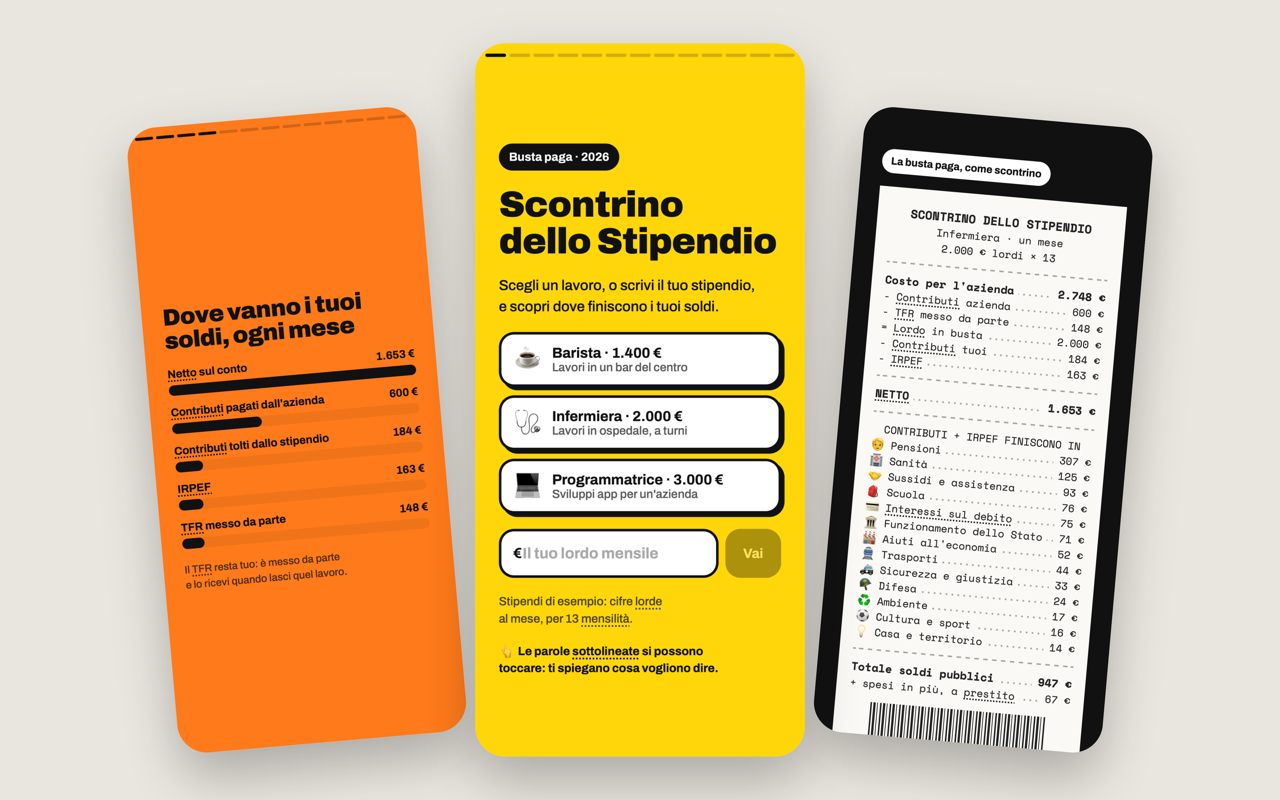 Dove vanno i tuoi
soldi, ogni mese
Netto sul conto 1.653 €
Contributi pagati dall'azienda 600 €
Contributi tolti dallo stipendio 184 €
IRPEF 163 €
TFR messo da parte 148 €
Il TFR resta tuo: è messo da parte
e lo ricevi quando lasci quel lavoro.
Busta paga · 2026
Scontrino
dello Stipendio
Scegli un lavoro, o scrivi il tuo stipendio,
e scopri dove finiscono i tuoi soldi.
Barista · 1.400 €
Lavori in un bar del centro
Infermiera · 2.000 €
Lavori in ospedale, a turni
Programmatrice · 3.000 €
Sviluppi app per un'azienda
€Il tuo lordo mensile
Vai
Stipendi di esempio: cifre lorde
al mese, per 13 mensilità.
👆 Le parole sottolineate si possono
toccare: ti spiegano cosa vogliono dire.
La busta paga, come scontrino
SCONTRINO DELLO STIPENDIO
Infermiera · un mese
2.000 € lordi × 13
Costo per l'azienda ..... 2.748 €
- Contributi azienda ........ 600 €
- TFR messo da parte ........ 148 €
= Lordo in busta .......... 2.000 €
- Contributi tuoi ........... 184 €
- IRPEF ..................... 163 €
NETTO ..................... 1.653 €
CONTRIBUTI + IRPEF FINISCONO IN
Pensioni .................. 307 €
Sanità .................... 125 €
Sussidi e assistenza ....... 93 €
Scuola ..................... 76 €
Interessi sul debito ....... 75 €
Funzionamento dello Stato .. 71 €
Aiuti all'economia ......... 52 €
Trasporti .................. 44 €
Sicurezza e giustizia ...... 33 €
Difesa ..................... 24 €
Ambiente ................... 17 €
Cultura e sport ............ 16 €
Casa e territorio .......... 14 €
Totale soldi pubblici ..... 947 €
+ spesi in più, a prestito ... 67 €